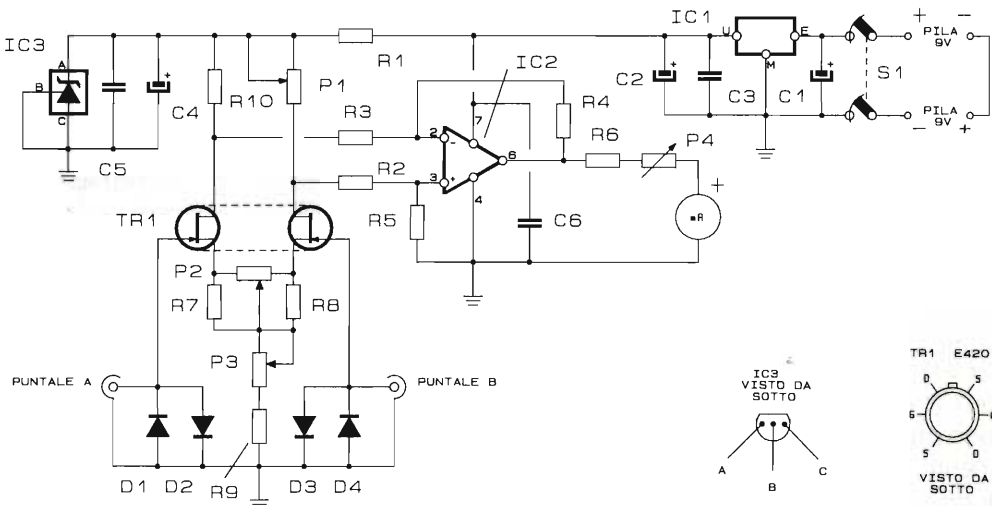 IC3
A
B
C
C5
C4
R10
P1
R1
R3
R2
IC2
2
-
3
+
7
6
4
R4
R6
P4
R5
C6
+
A
C2
+
C3
IC1
U
E
M
C1
+
S1
+
-
PILA
9V
PILA
9V
-
+
TR1
P2
R7
R8
P3
R9
PUNTALE A
PUNTALE B
D1
D2
D3
D4
IC3
VISTO DA
SOTTO
A
B
C
TR1 E420
D
S
G
S
D
VISTO DA
SOTTO